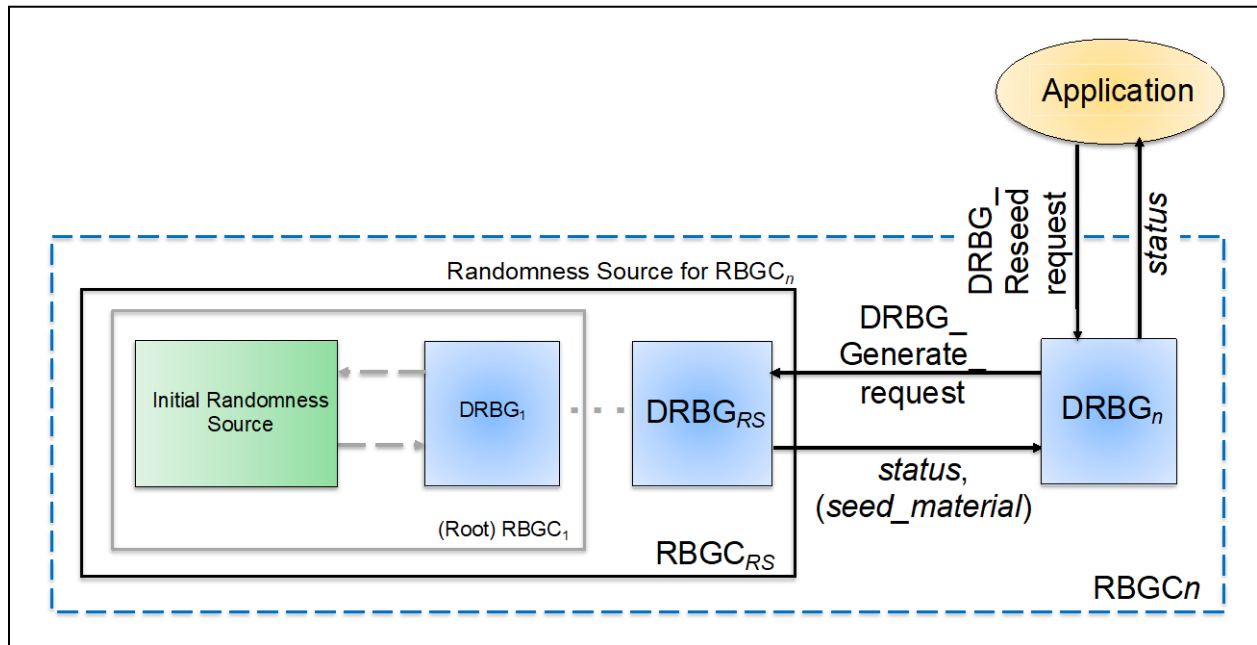 Application
DRBG_
Reseed
request
status
Randomness Source for RBGCn
DRBG_
Generate_
request
Initial Randomness
Source
DRBG1
DRBGRS
DRBGn
status,
(seed_material)
(Root) RBGC1
RBGCRS
RBGCn